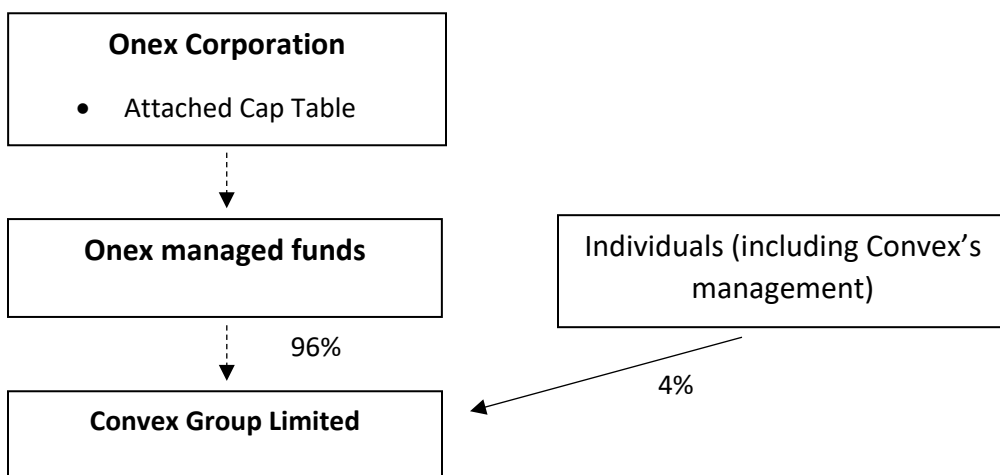 Onex Corporation
• Attached Cap Table
Onex managed funds
Individuals (including Convex’s
management)
96%
4%
Convex Group Limited